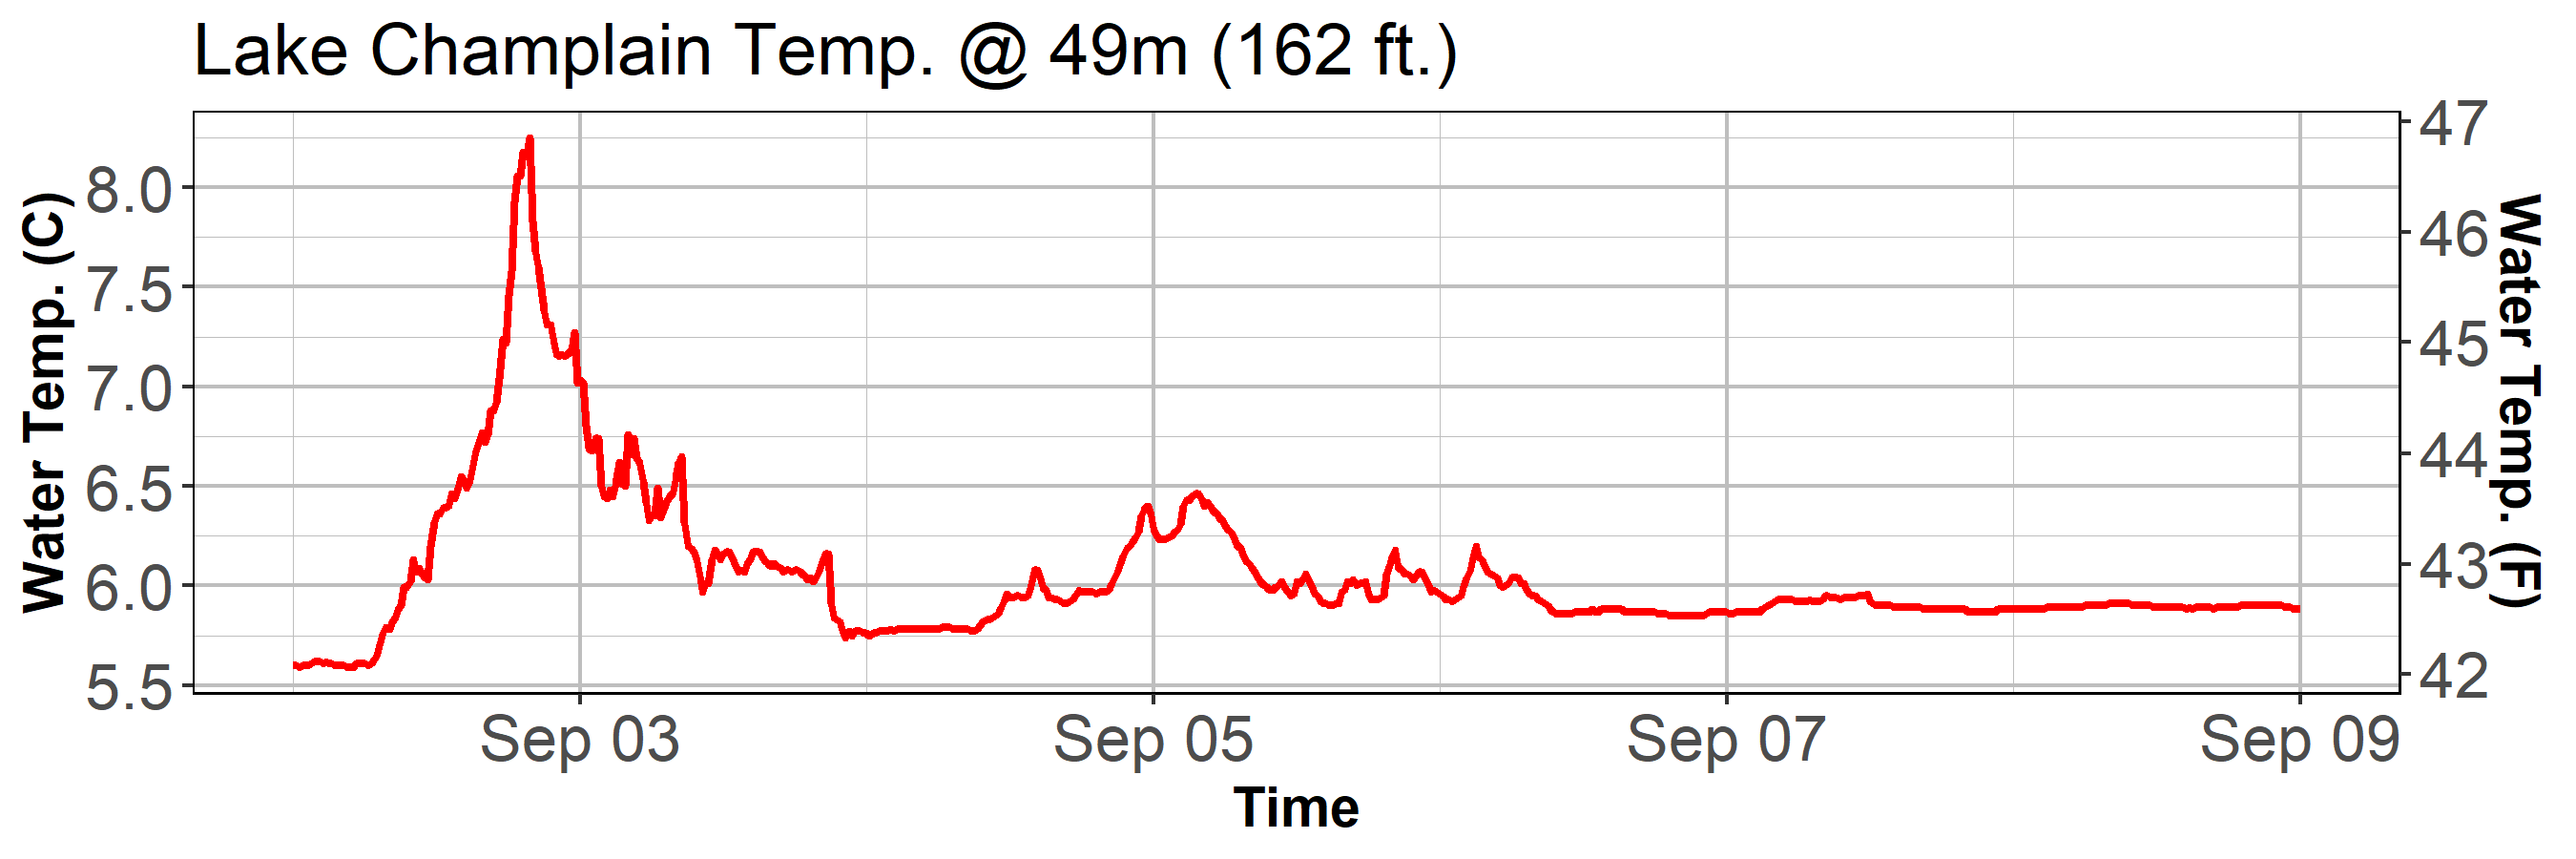 Lake Champlain Temp. @ 49m (162 ft.)
Water Temp. (C)
8.0
7.5
7.0
6.5
6.0
5.5
47
46
45
44
43
42
Water Temp. (F)
Sep 03 Sep 05 Sep 07 Sep 09
Time